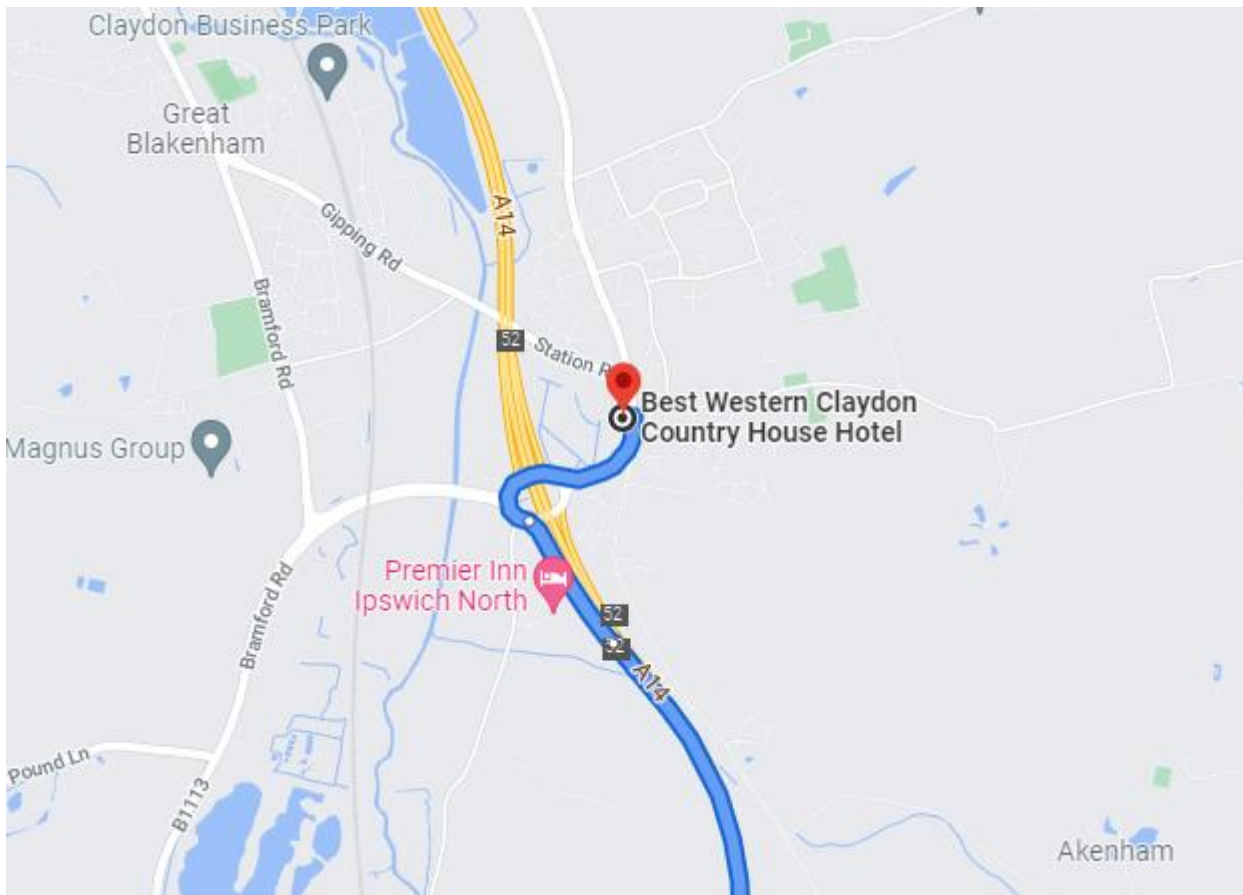 Claydon Business Park
Great
Blakenham
A14
Gipping Rd
Bramford Rd
52
Station
Best Western Claydon
Country House Hotel
Magnus Group
Premier Inn
Ipswich North
52
Bramford Rd
A14
Pound Ln
B1113
Akenham